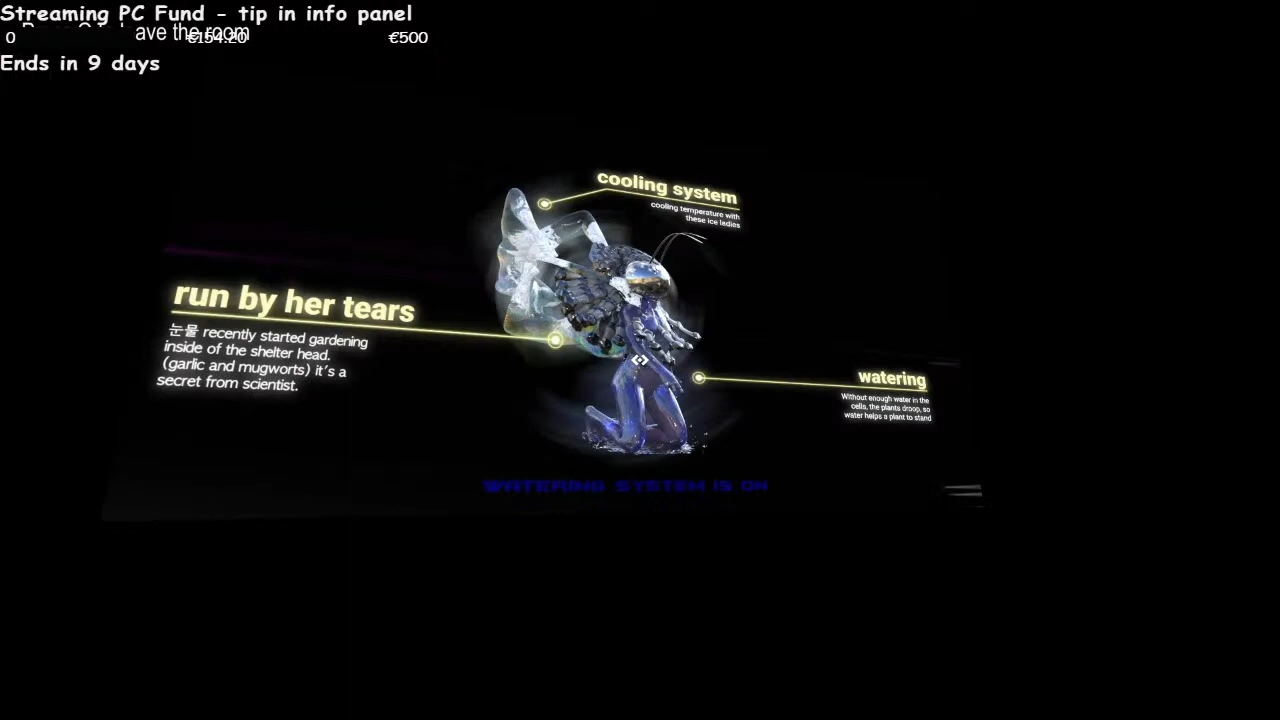 Streaming PC Fund - tip in info panel
ave the room
0 €154.20 €500
Ends in 9 days
cooling system
cooling temperature with
these ice ladies
run by her tears
눈물 recently started gardening
inside of the shelter head.
(garlic and mugworts) it's a
secret from scientist.
watering
Without enough water in the
cells, the plants droop, so
water helps a plant to stand
WATERING SYSTEM IS ON